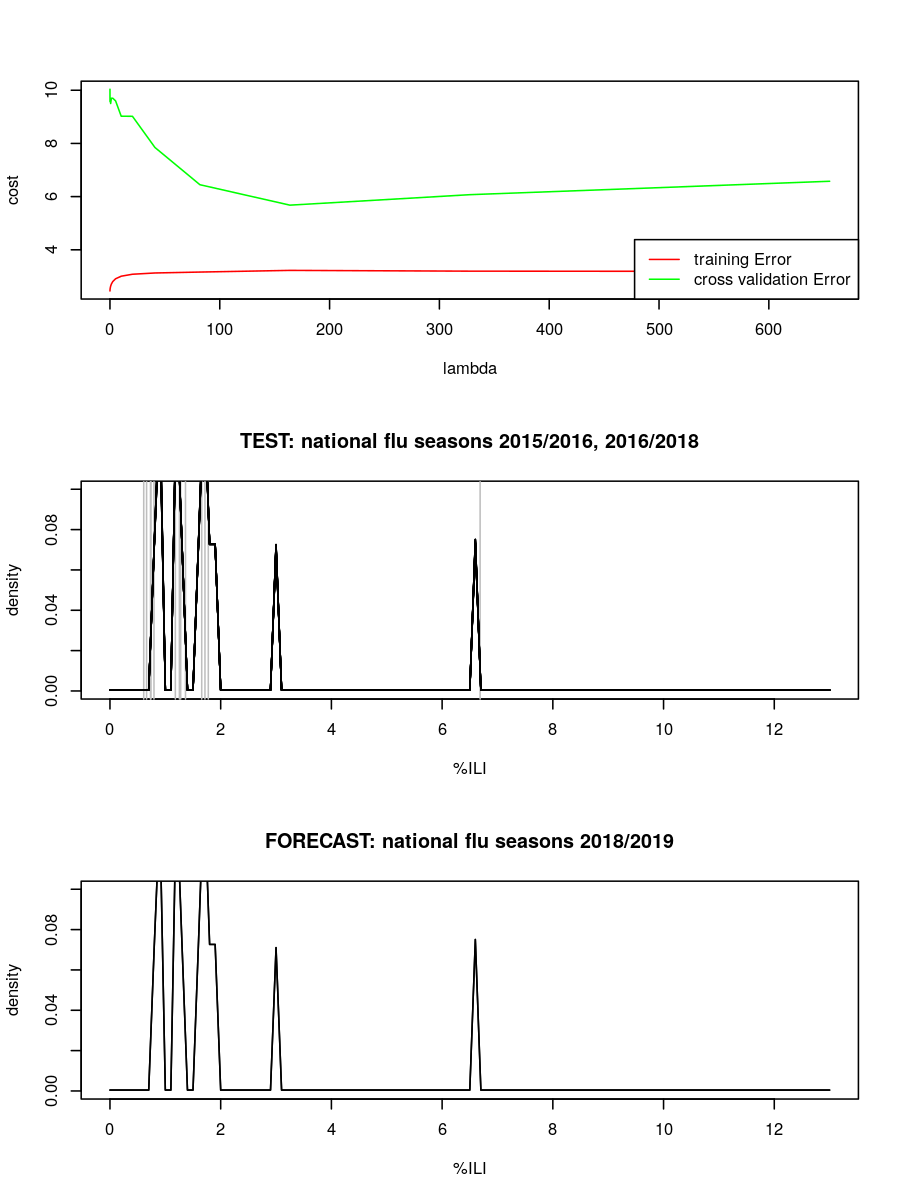 10
8
6
4
cost
training Error
cross validation Error
0 100 200 300 400 500 600
lambda
TEST: national flu seasons 2015/2016, 2016/2018
0.08
0.04
0.00
density
0 2 4 6 8 10 12
%ILI
FORECAST: national flu seasons 2018/2019
0.08
0.04
0.00
density
0 2 4 6 8 10 12
%ILI